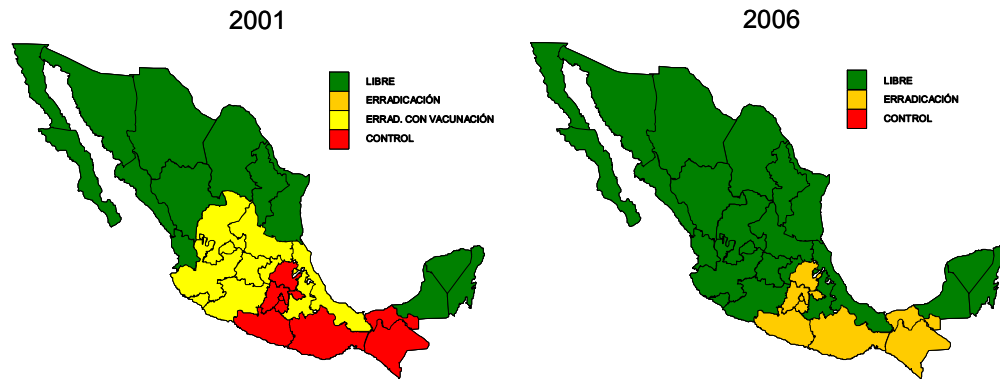 2001
LIBRE
ERRADICACIÓN
ERRAD. CON VACUNACIÓN
CONTROL
2006
LIBRE
ERRADICACIÓN
CONTROL